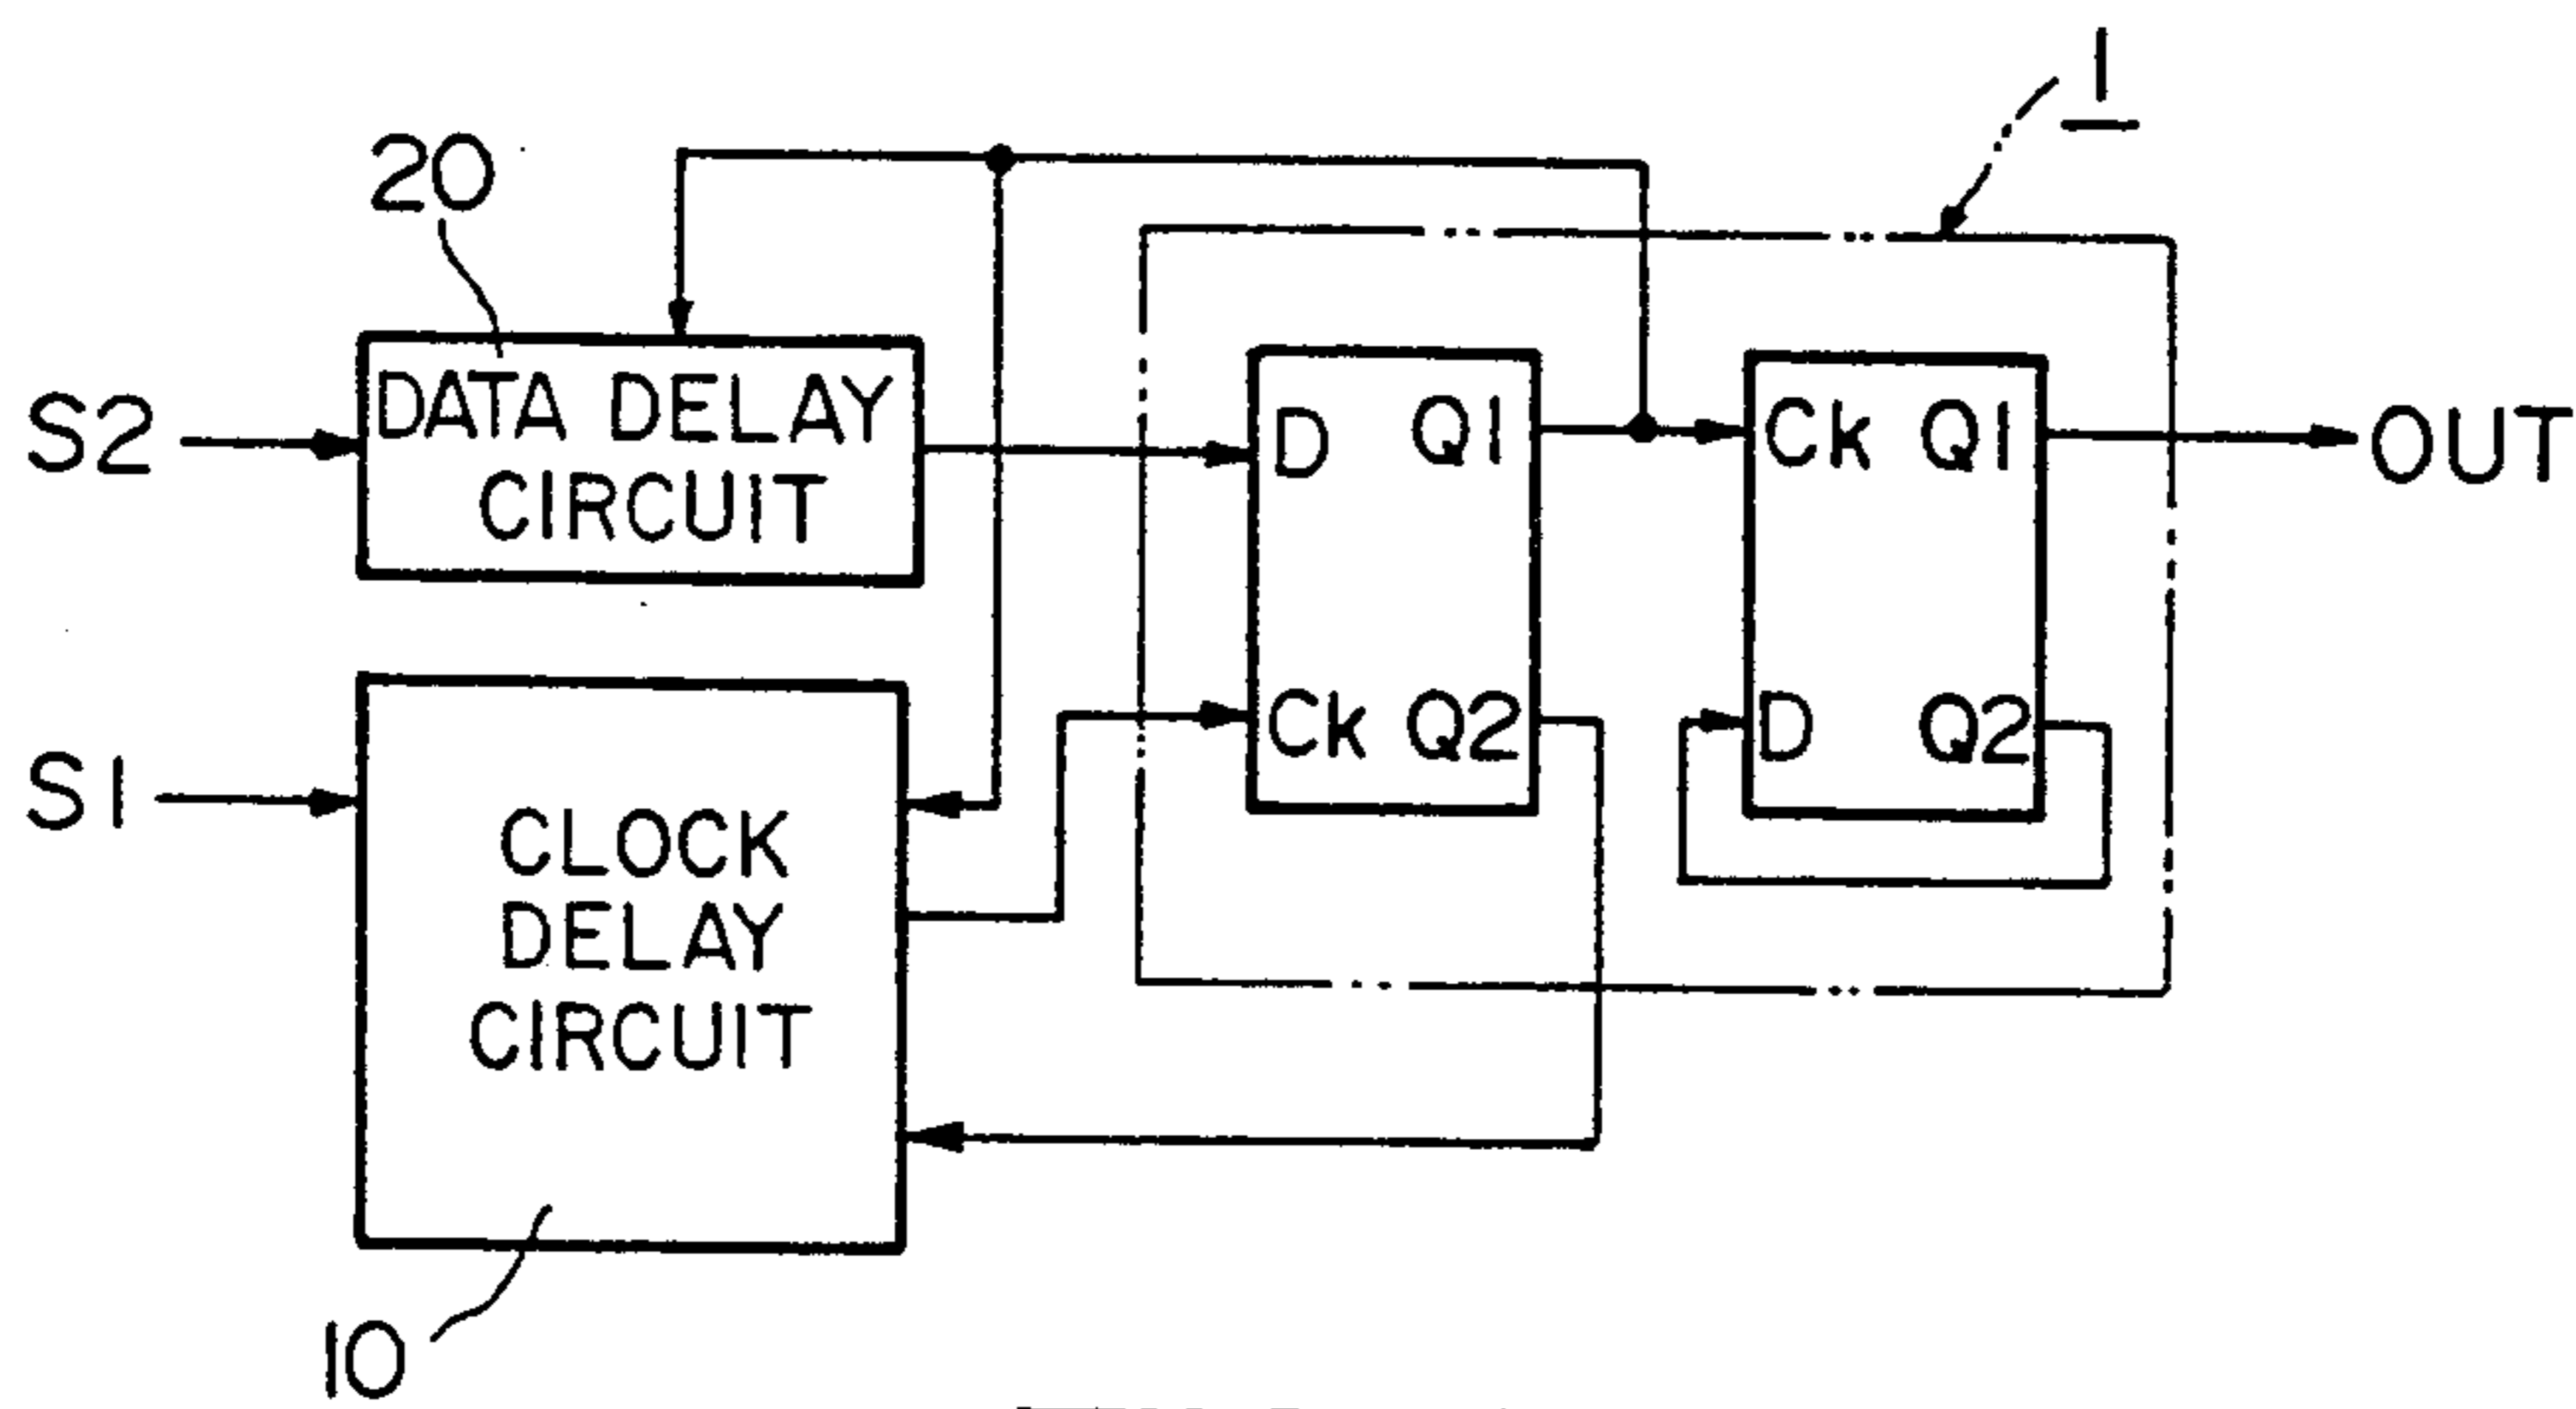 1
20
S2
DATA DELAY
CIRCUIT
D Q1
Ck Q1
OUT
Ck Q2
D Q2
S1
CLOCK
DELAY
CIRCUIT
10